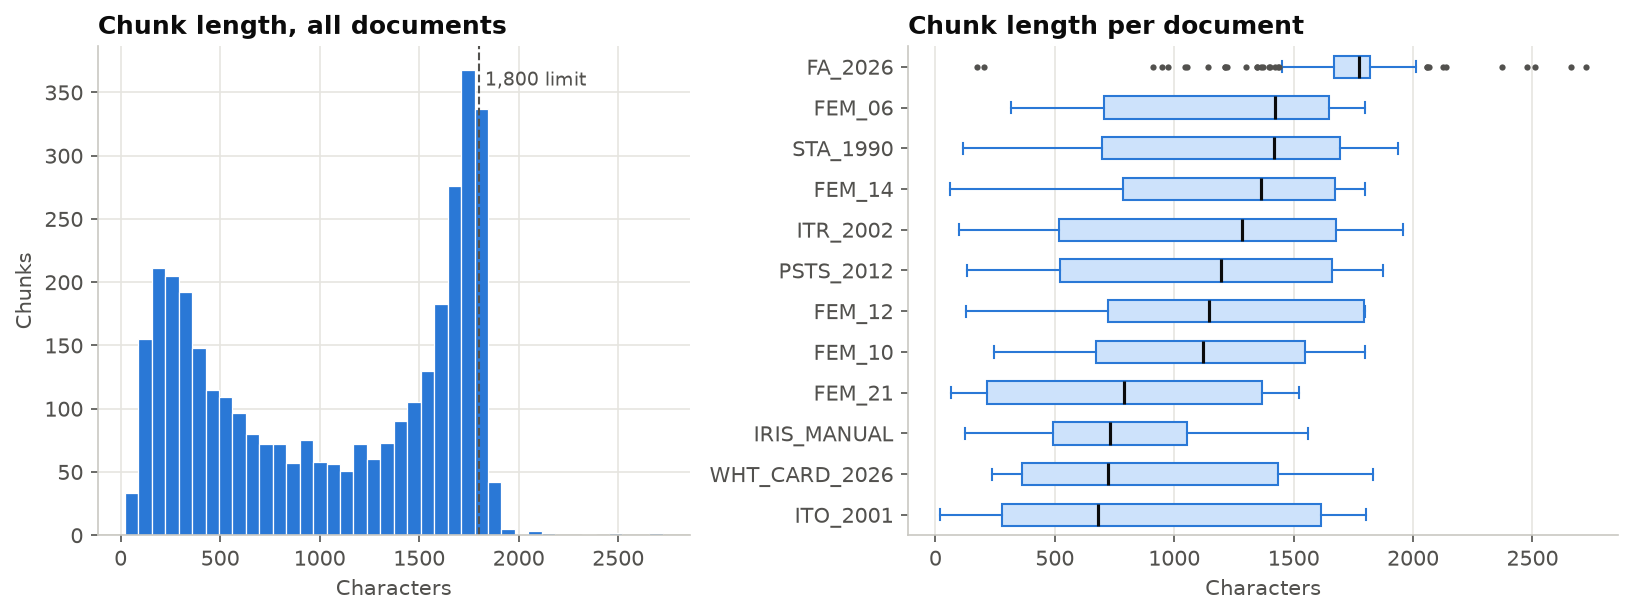 Chunk length, all documents
1,800 limit
Chunks
350
300
250
200
150
100
50
0
0 500 1000 1500 2000 2500
Characters
Chunk length per document
FA_2026
FEM_06
STA_1990
FEM_14
ITR_2002
PSTS_2012
FEM_12
FEM_10
FEM_21
IRIS_MANUAL
WHT_CARD_2026
ITO_2001
0 500 1000 1500 2000 2500
Characters